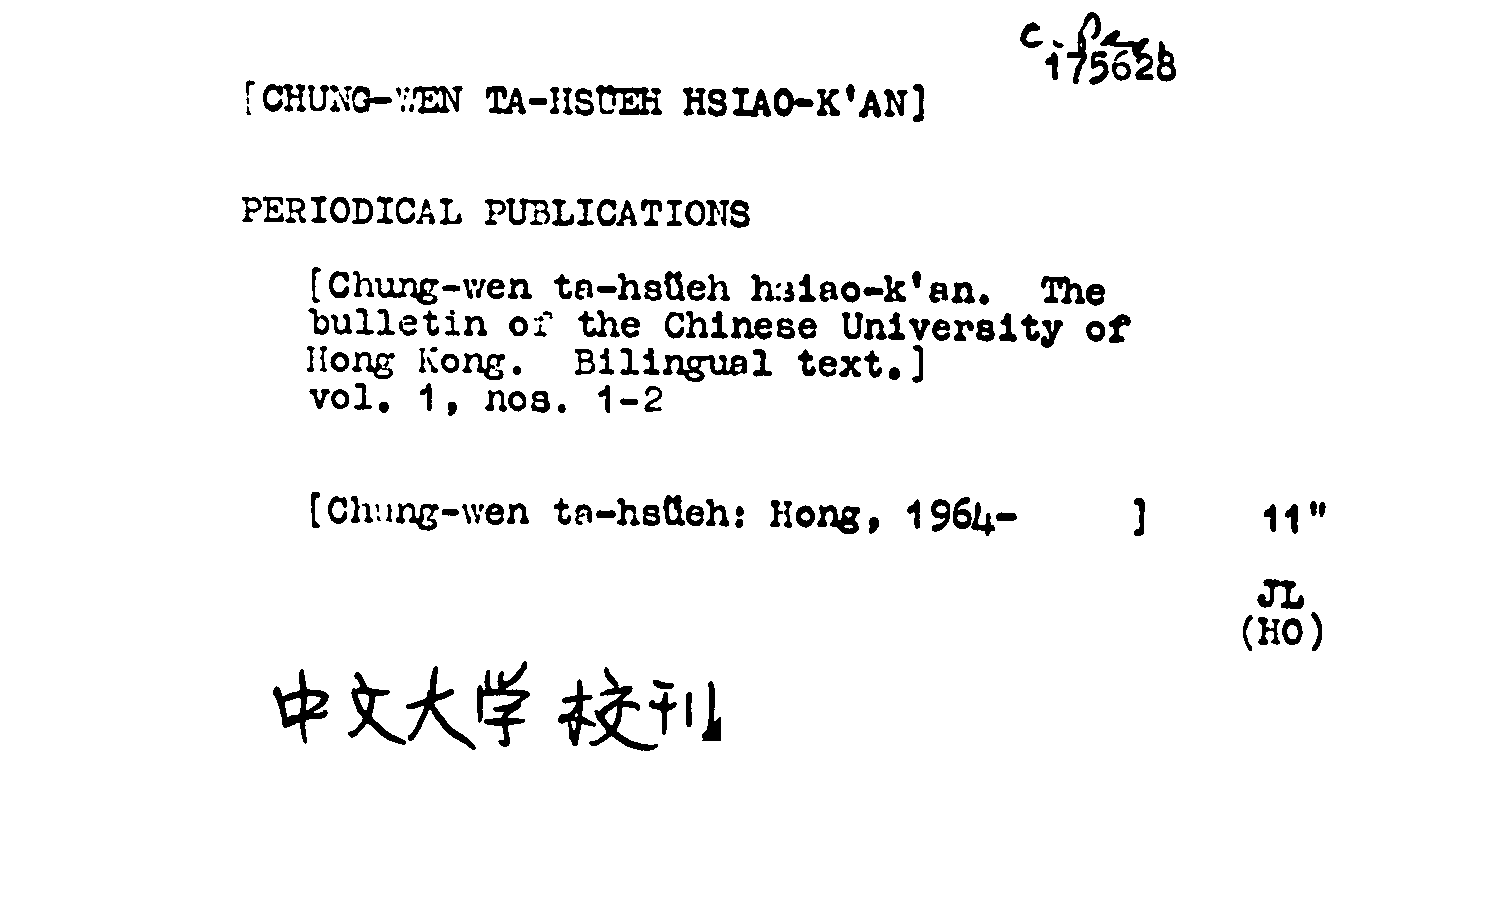 C. Per.
175628
[CHUNG-WEN TA-HSÜEH HSIAO-K'AN]
PERIODICAL PUBLICATIONS
[Chung-wen ta-hsüeh hsiao-k'an. The
bulletin of the Chinese University of
Hong Kong. Bilingual text.]
vol. 1, nos. 1-2
[Chung-wen ta-hsüeh: Hong, 1964- ] 11"
JL
(HO)
中文大学校刊